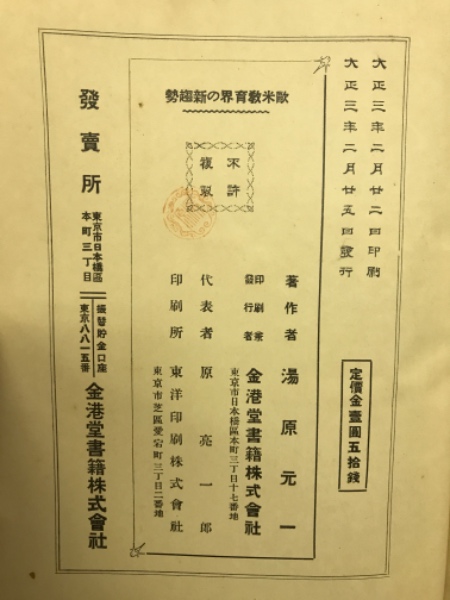 大正三年二月廿二日印刷
大正三年二月廿五日發行
定價金壹圓五拾錢
歐米敎育界の新趨勢
不許
複製
著作者 湯原元一
印刷兼
發行者
東京市日本橋區本町三丁目十七番地
金港堂書籍株式會社
代表者 原亮一郎
東京市芝區愛宕町三丁目二番地
印刷所 東洋印刷株式會社
發賣所
東京市日本橋區
本町三丁目
振替貯金口座
東京八八一五番
金港堂書籍株式會社